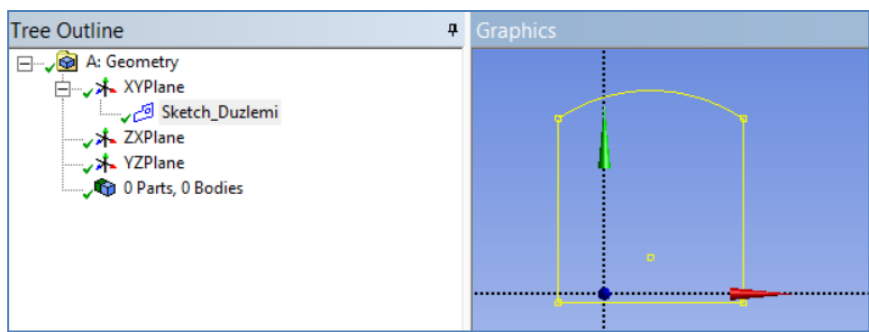 Tree Outline
Graphics
A: Geometry
XYPlane
Sketch_Duzlemi
ZXPlane
YZPlane
0 Parts, 0 Bodies